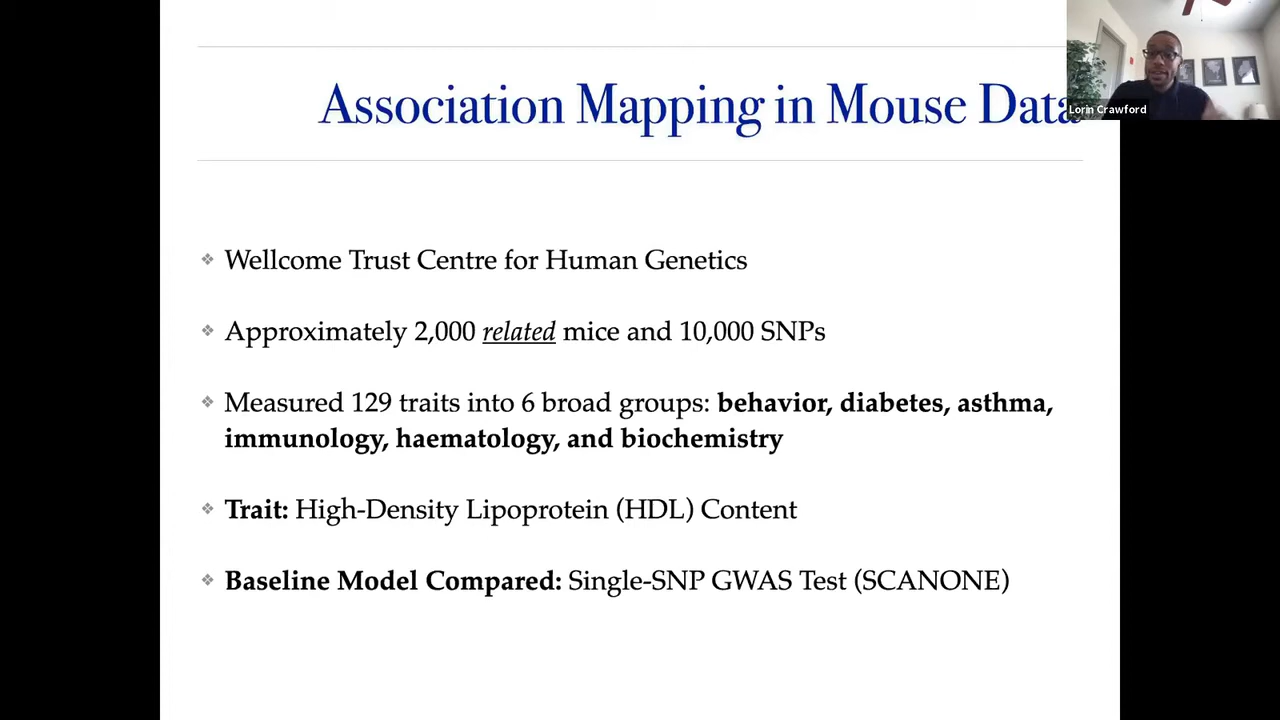 Association Mapping in Mouse Data
Lorin Crawford
❖ Wellcome Trust Centre for Human Genetics
❖ Approximately 2,000 related mice and 10,000 SNPs
❖ Measured 129 traits into 6 broad groups: behavior, diabetes, asthma,
immunology, haematology, and biochemistry
❖ Trait: High-Density Lipoprotein (HDL) Content
❖ Baseline Model Compared: Single-SNP GWAS Test (SCANONE)